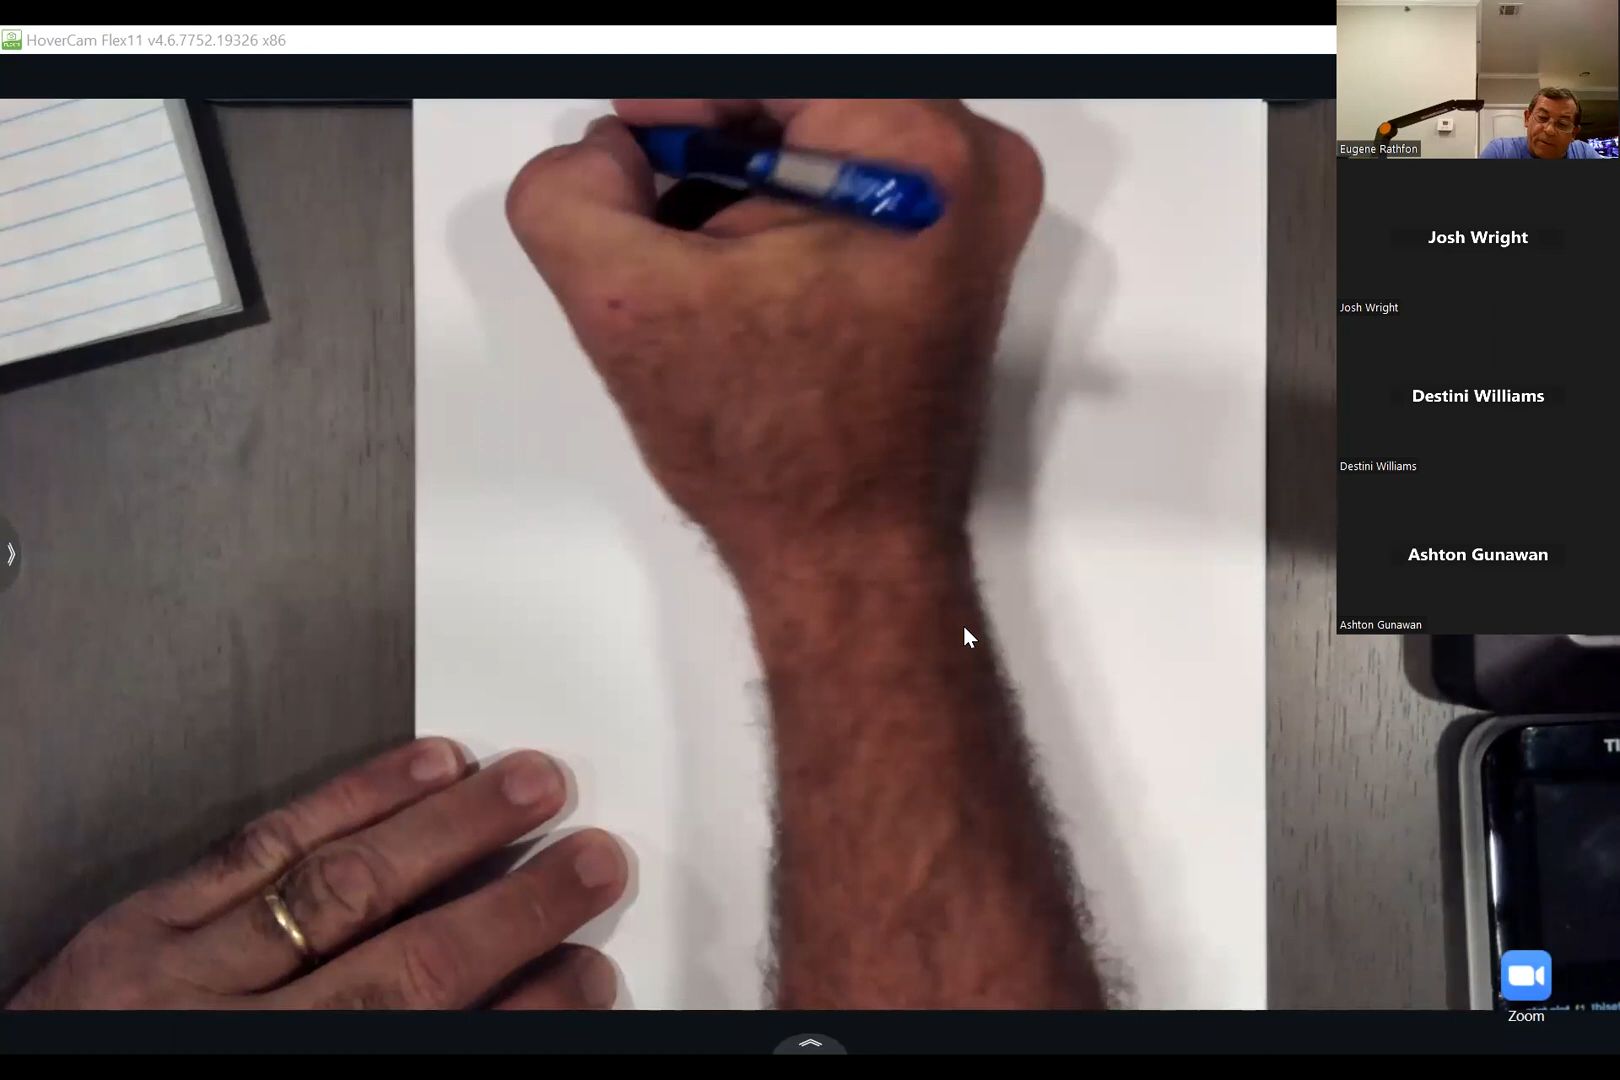 HoverCam Flex11 v4.6.7752.19326 x86
Eugene Rathfon
Josh Wright
Josh Wright
Destini Williams
Destini Williams
Ashton Gunawan
Ashton Gunawan
TI
Zoom